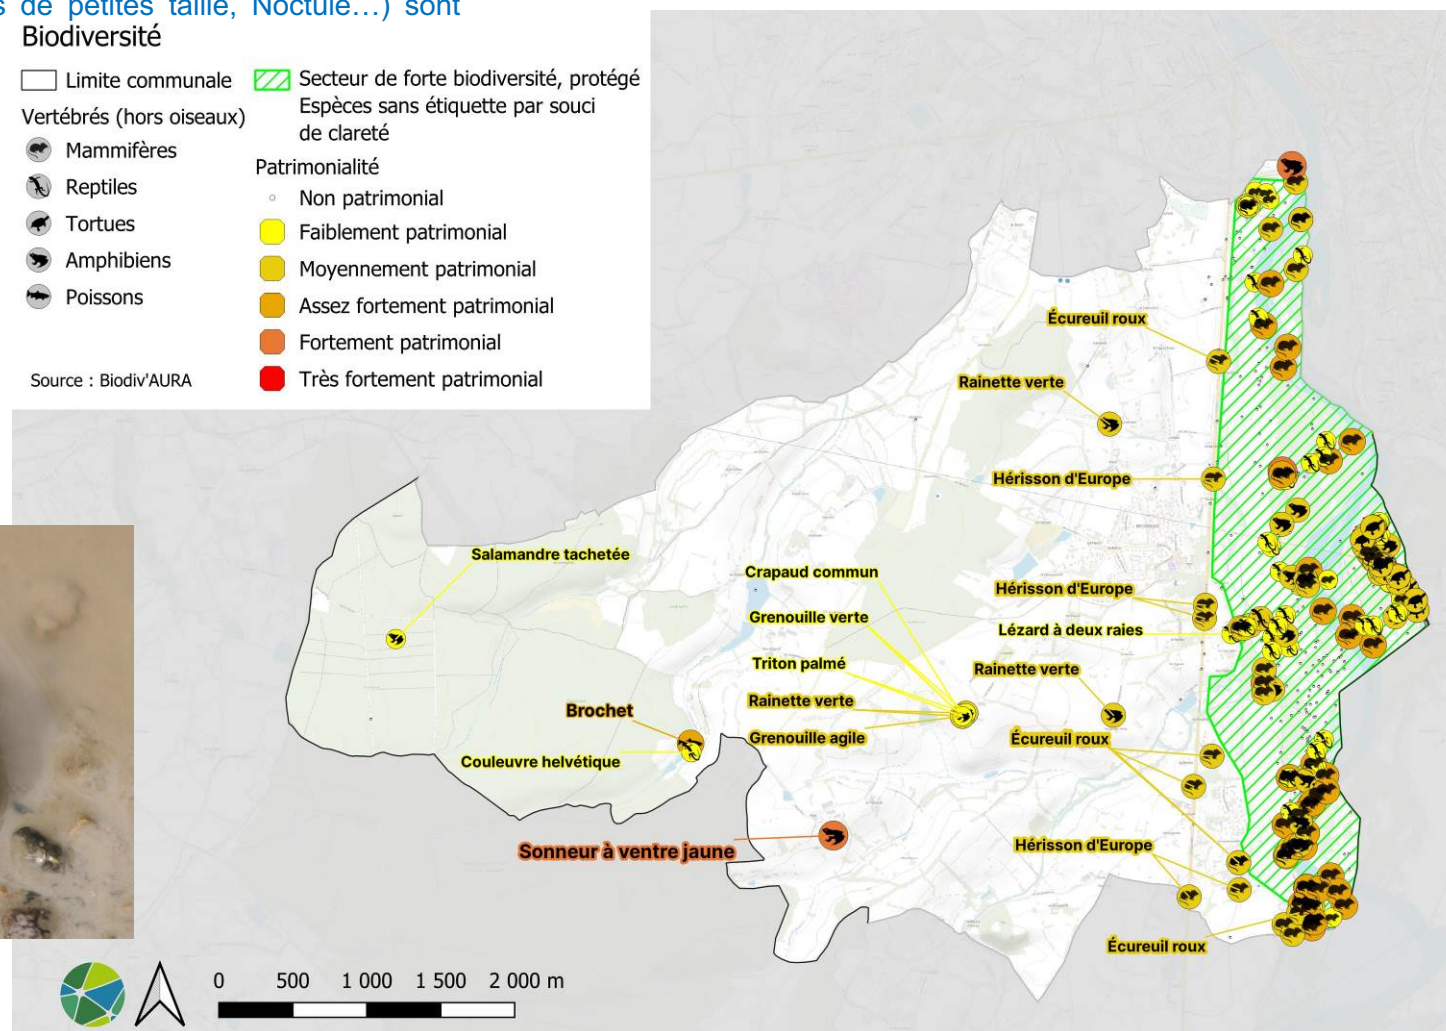 s de petites taille, Noctule…) sont
Biodiversité
Limite communale
Vertébrés (hors oiseaux)
Mammifères
Reptiles
Tortues
Amphibiens
Poissons
Source : Biodiv'AURA
Secteur de forte biodiversité, protégé
Espèces sans étiquette par souci
de clareté
Patrimonialité
Non patrimonial
Faiblement patrimonial
Moyennement patrimonial
Assez fortement patrimonial
Fortement patrimonial
Très fortement patrimonial
Écureuil roux
Rainette verte
Hérisson d'Europe
Salamandre tachetée
Crapaud commun
Hérisson d'Europe
Grenouille verte
Lézard à deux raies
Triton palmé
Rainette verte
Rainette verte
Brochet
Grenouille agile
Écureuil roux
Couleuvre helvétique
Sonneur à ventre jaune
Hérisson d'Europe
Écureuil roux
0 500 1 000 1 500 2 000 m